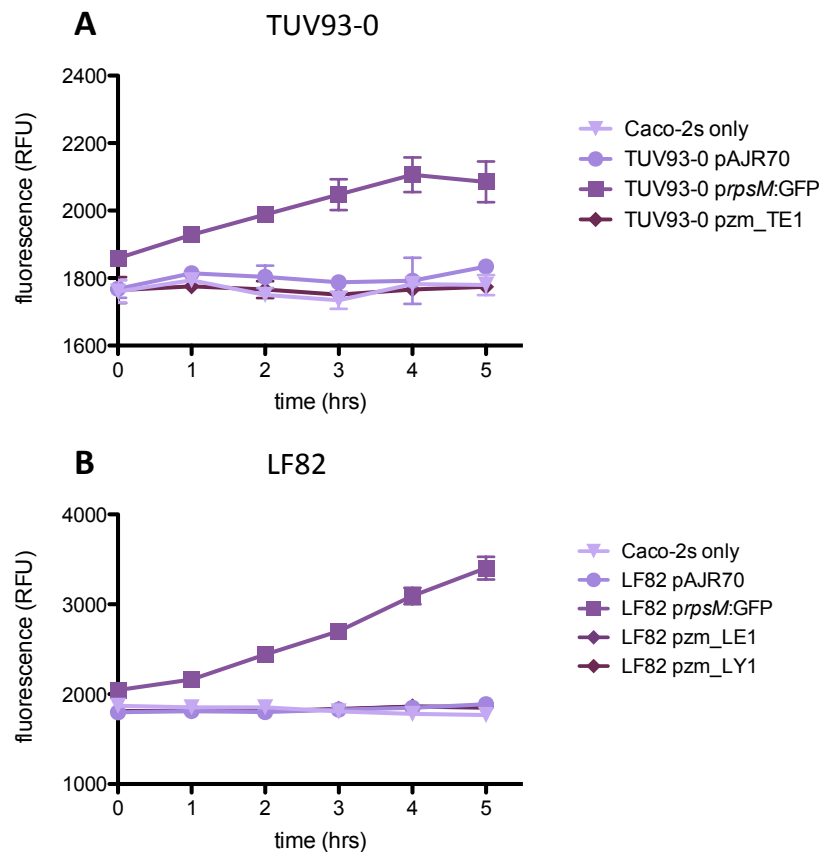 A
TUV93-0
2400
2200
2000
1800
1600
fluorescence (RFU)
0 1 2 3 4 5
time (hrs)
Caco-2s only
TUV93-0 pAJR70
TUV93-0 prpsM:GFP
TUV93-0 pzm_TE1
B
LF82
4000
3000
2000
1000
fluorescence (RFU)
0 1 2 3 4 5
time (hrs)
Caco-2s only
LF82 pAJR70
LF82 prpsM:GFP
LF82 pzm_LE1
LF82 pzm_LY1